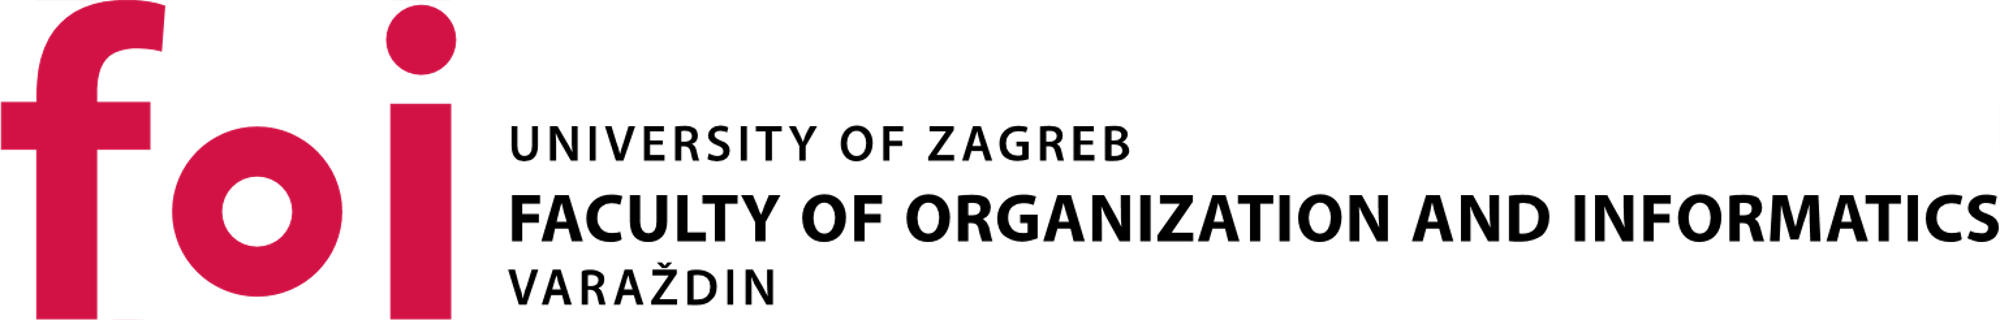 foi
UNIVERSITY OF ZAGREB
FACULTY OF ORGANIZATION AND INFORMATICS
VARAŽDIN